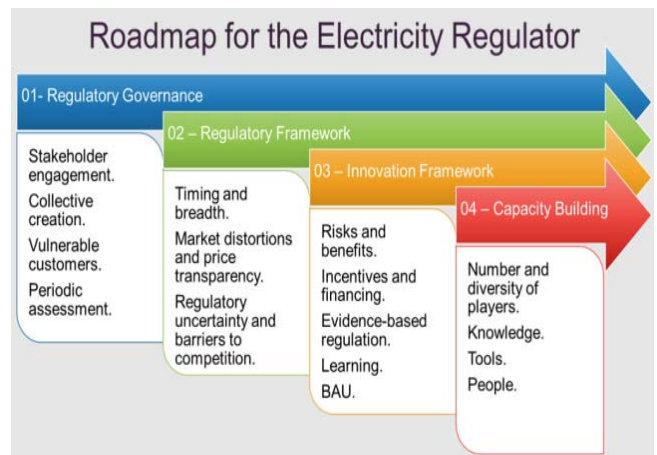 Roadmap for the Electricity Regulator
01- Regulatory Governance
Stakeholder
engagement.
Collective
creation.
Vulnerable
customers.
Periodic
assessment.
02 – Regulatory Framework
Timing and
breadth.
Market distortions
and price
transparency.
Regulatory
uncertainty and
barriers to
competition.
03 – Innovation Framework
Risks and
benefits.
Incentives and
financing.
Evidence-based
regulation.
Learning.
BAU.
04 – Capacity Building
Number and
diversity of
players.
Knowledge.
Tools.
People.